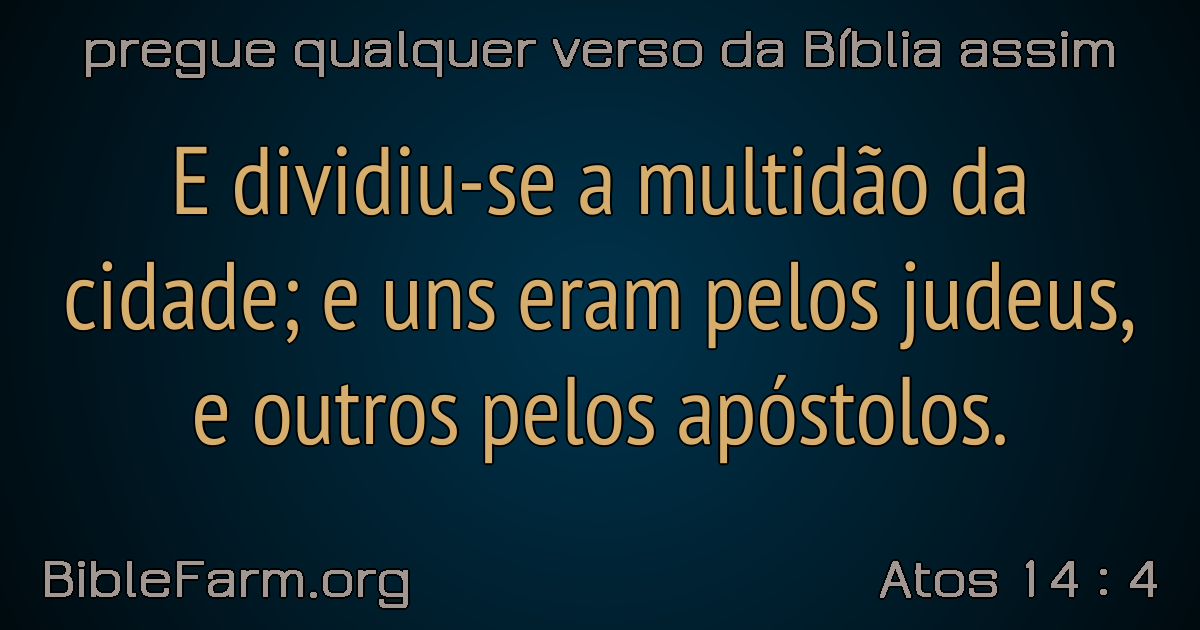 pregue qualquer verso da Bíblia assim
E dividiu-se a multidão da
cidade; e uns eram pelos judeus,
e outros pelos apóstolos.
BibleFarm.org
Atos 14 : 4